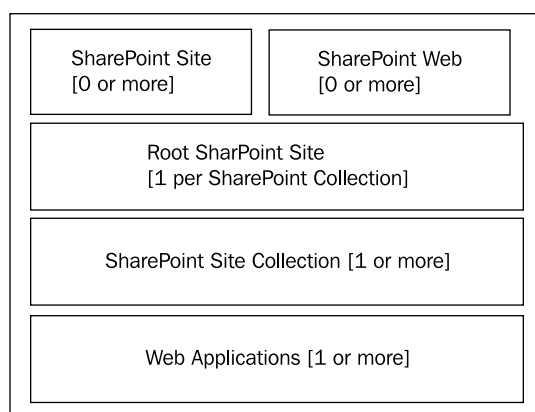 SharePoint Site
[0 or more]
SharePoint Web
[0 or more]
Root SharPoint Site
[1 per SharePoint Collection]
SharePoint Site Collection [1 or more]
Web Applications [1 or more]